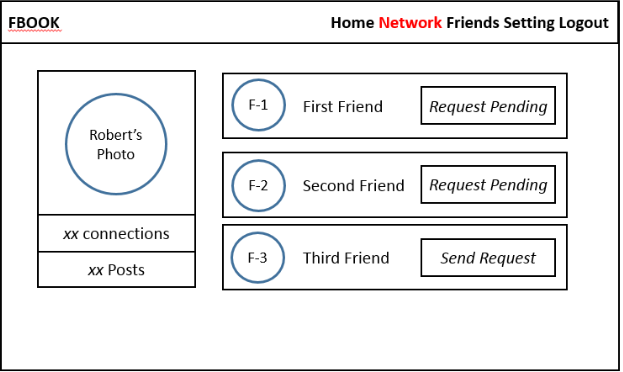 FBOOK
Home Network Friends Setting Logout
Robert's
Photo
xx connections
xx Posts
F-1 First Friend Request Pending
F-2 Second Friend Request Pending
F-3 Third Friend Send Request